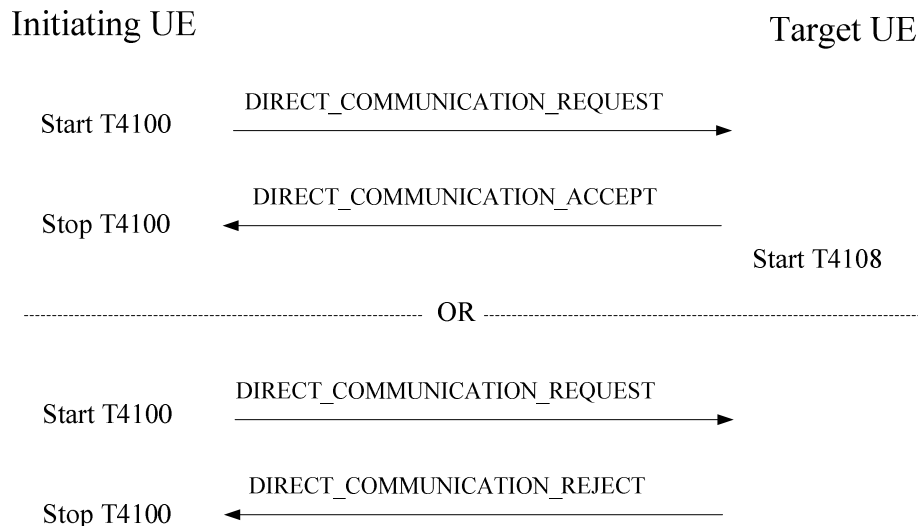 Initiating UE
Target UE
DIRECT_COMMUNICATION_REQUEST
Start T4100
DIRECT_COMMUNICATION_ACCEPT
Stop T4100
Start T4108
OR
DIRECT_COMMUNICATION_REQUEST
Start T4100
DIRECT_COMMUNICATION_REJECT
Stop T4100